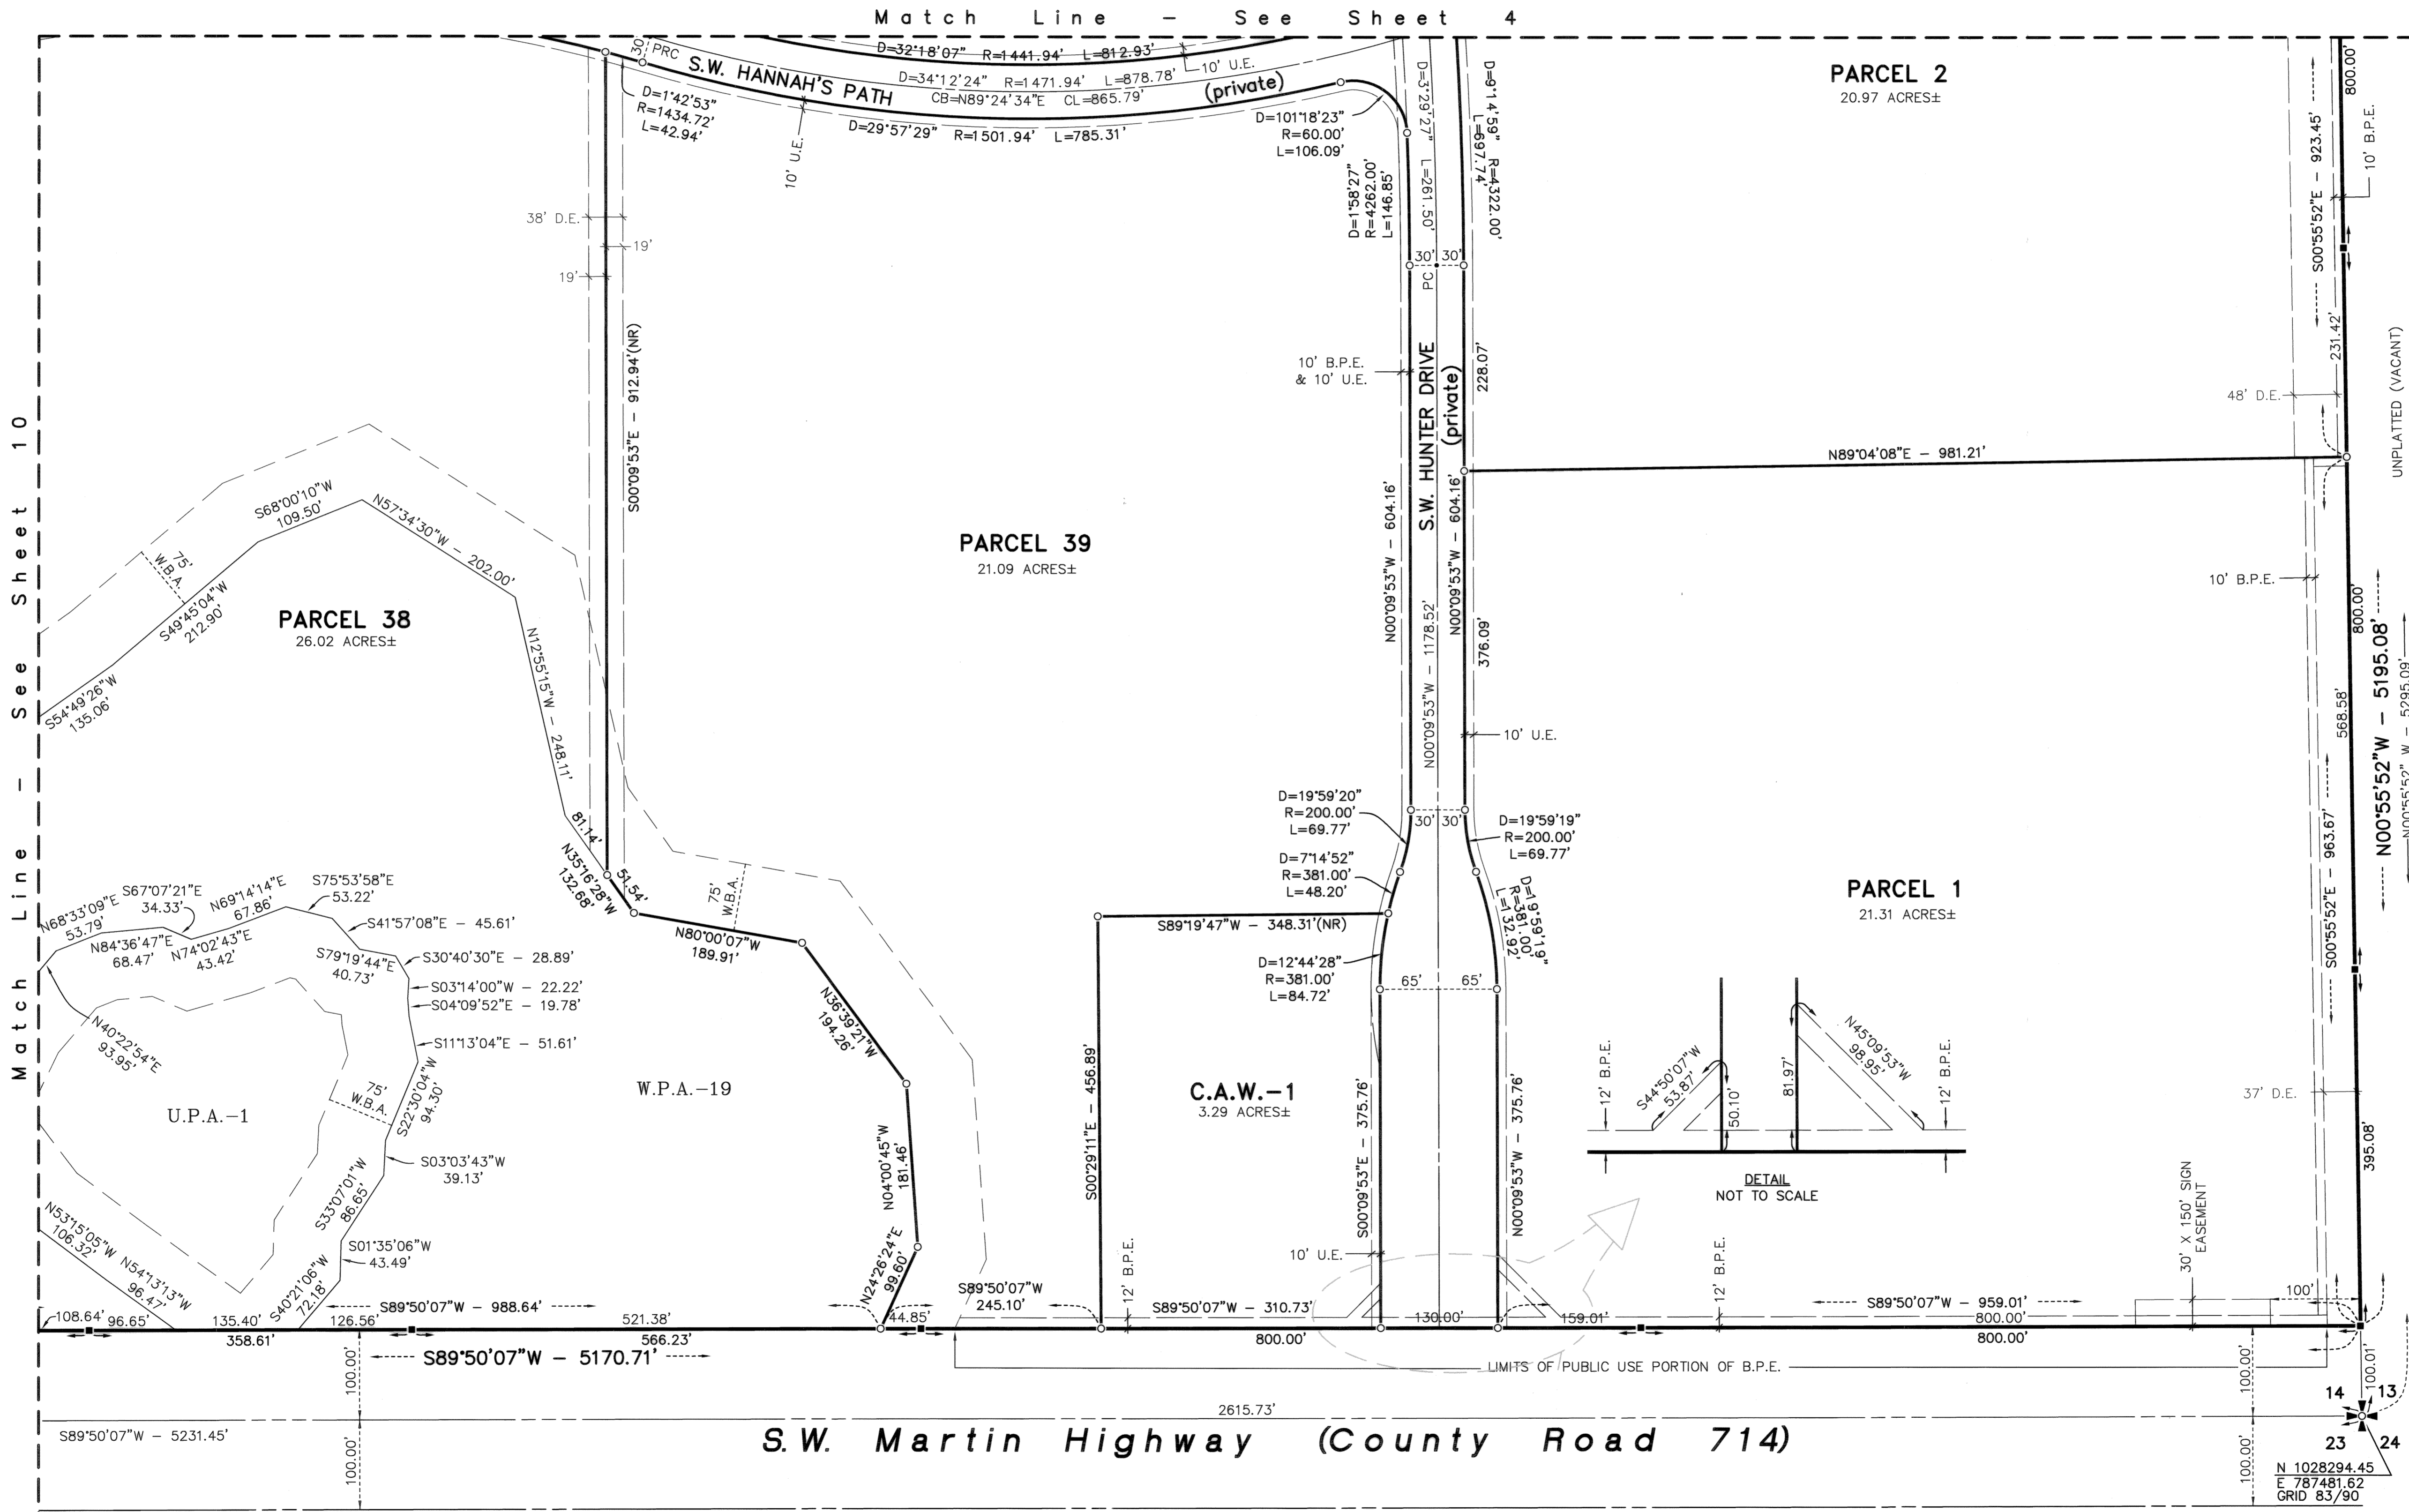 Match Line - See Sheet 4
D=32°18'07" R=1441.94' L=812.93'
10' U.E.
30'
PRC
S.W. HANNAH'S PATH
(private)
D=34°12'24" R=1471.94' L=878.78'
CB=N89°24'34"E CL=865.79'
D=1°42'53"
R=1434.72'
L=42.94'
D=29°57'29" R=1501.94' L=785.31'
10' U.E.
D=101°18'23"
R=60.00'
L=106.09'
D=1°58'27"
R=4262.00'
L=146.85'
D=3°29'27" L=261.50'
D=9°14'59" R=4322.00'
L=697.74'
PARCEL 2
20.97 ACRES±
800.00'
S00°55'52"E - 923.45'
10' B.P.E.
231.42'
UNPLATTED (VACANT)
48' D.E.
38' D.E.
19'
19'
S00°09'53"E - 912.94'(NR)
30' 30'
PC
10' B.P.E.
& 10' U.E.
S.W. HUNTER DRIVE
(private)
228.07'
N89°04'08"E - 981.21'
Match Line - See Sheet 10
S68°00'10"W
109.50'
N57°34'30"W - 202.00'
75'
W.B.A.
S49°45'04"W
212.90'
S54°49'26"W
135.06'
PARCEL 38
26.02 ACRES±
N12°55'15"W - 248.11'
PARCEL 39
21.09 ACRES±
N00°09'53"W - 604.16'
N00°09'53"W - 604.16'
N00°09'53"W - 1178.52'
376.09'
10' U.E.
10' B.P.E.
800.00'
568.58'
N00°55'52"W - 5195.08'
N00°55'52"W - 5295.09'
S00°55'52"E - 963.67'
81.14'
N35°16'28"W
132.68'
51.54'
75'
W.B.A.
N80°00'07"W
189.91'
D=19°59'20"
R=200.00'
L=69.77'
30' 30'
D=19°59'19"
R=200.00'
L=69.77'
D=7°14'52"
R=381.00'
L=48.20'
D=19°59'19"
R=381.00'
L=132.92'
S89°19'47"W - 348.31'(NR)
D=12°44'28"
R=381.00'
L=84.72'
65' 65'
PARCEL 1
21.31 ACRES±
N68°33'09"E
53.79'
S67°07'21"E
34.33'
N69°14'14"E
67.86'
S75°53'58"E
53.22'
N84°36'47"E
68.47'
N74°02'43"E
43.42'
S41°57'08"E - 45.61'
S79°19'44"E
40.73'
S30°40'30"E - 28.89'
S03°14'00"W - 22.22'
S04°09'52"E - 19.78'
N40°22'54"E
93.95'
S11°13'04"E - 51.61'
75'
W.B.A.
S22°30'04"W
94.30'
U.P.A.-1
W.P.A.-19
N36°39'21"W
194.26'
S03°03'43"W
39.13'
S33°07'01"W
86.65'
S01°35'06"W
43.49'
S40°21'06"W
72.18'
N53°15'05"W
106.32'
N54°13'13"W
96.47'
N04°00'45"W
181.46'
N24°26'24"E
99.60'
S00°29'11"E - 456.89'
C.A.W.-1
3.29 ACRES±
S00°09'53"E - 375.76'
N00°09'53"W - 375.76'
10' U.E.
12' B.P.E.
12' B.P.E.
S44°50'07"W
53.87'
50.10'
81.97'
N45°09'53"W
98.95'
12' B.P.E.
DETAIL
NOT TO SCALE
12' B.P.E.
30' X 150' SIGN
EASEMENT
37' D.E.
395.08'
100'
108.64'
96.65'
135.40'
126.56'
S89°50'07"W - 988.64'
521.38'
44.85'
S89°50'07"W
245.10'
S89°50'07"W - 310.73'
130.00'
159.01'
S89°50'07"W - 959.01'
800.00'
358.61'
566.23'
800.00'
800.00'
S89°50'07"W - 5170.71'
LIMITS OF PUBLIC USE PORTION OF B.P.E.
100.00'
100.00'
100.01'
14 13
2615.73'
S89°50'07"W - 5231.45'
S.W. Martin Highway (County Road 714)
100.00'
100.00'
23 24
N 1028294.45
E 787481.62
GRID 83/90